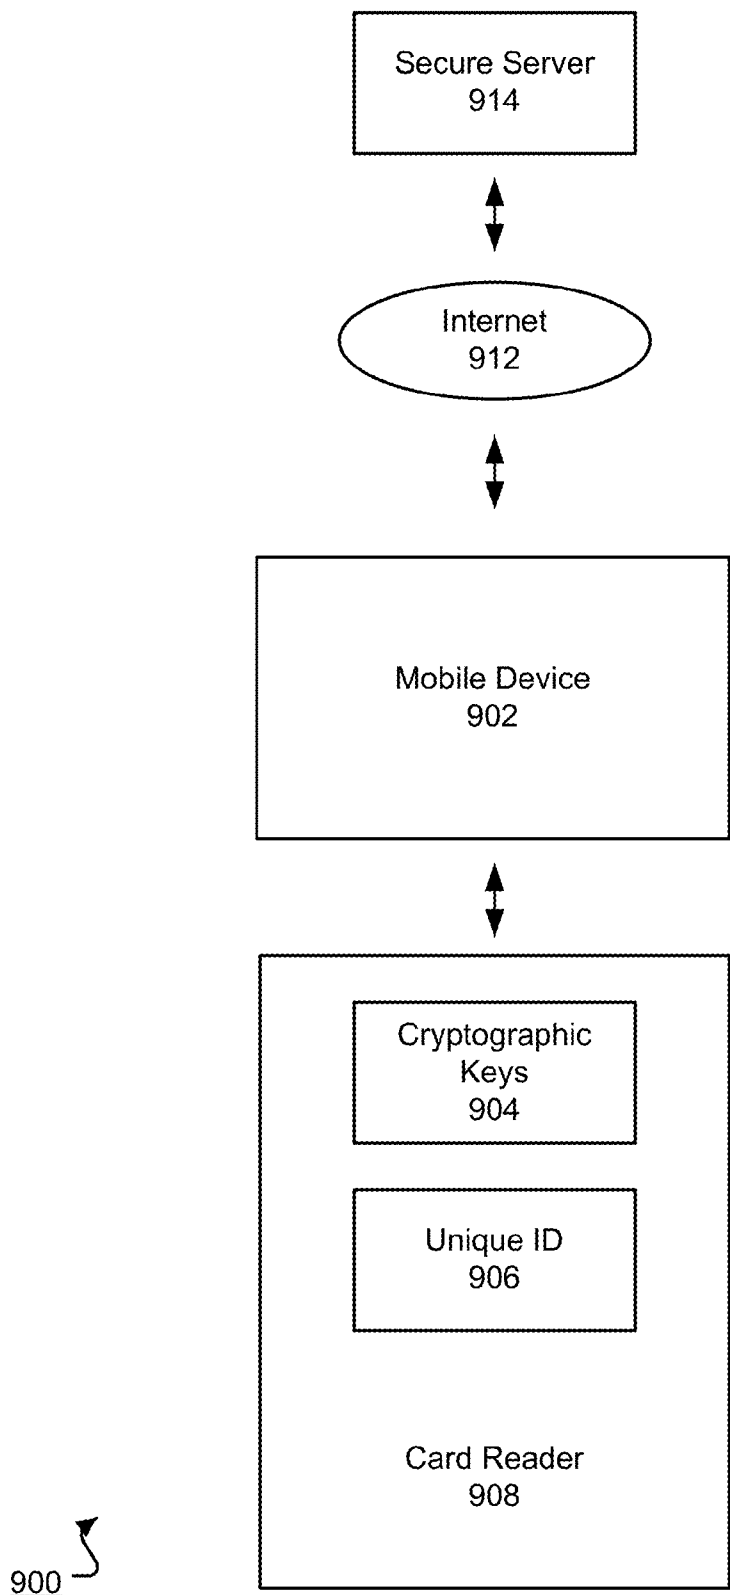 Secure Server
914
Internet
912
Mobile Device
902
Cryptographic
Keys
904
Unique ID
906
Card Reader
908
900